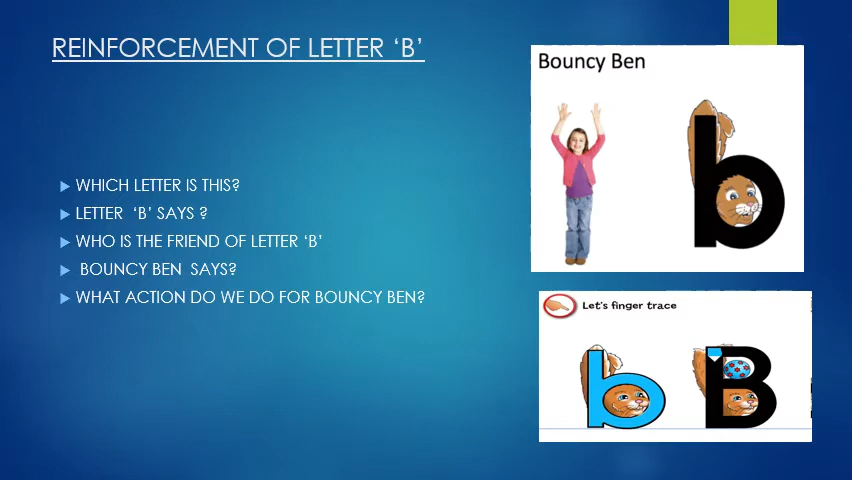 REINFORCEMENT OF LETTER ‘B’
WHICH LETTER IS THIS?
LETTER ‘B’ SAYS ?
WHO IS THE FRIEND OF LETTER ‘B’
BOUNCY BEN SAYS?
WHAT ACTION DO WE DO FOR BOUNCY BEN?
Bouncy Ben
b
Let's finger trace
b B